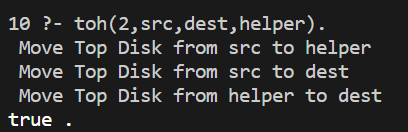 10 ?- toh(2,src,dest,helper).
Move Top Disk from src to helper
Move Top Disk from src to dest
Move Top Disk from helper to dest
true .